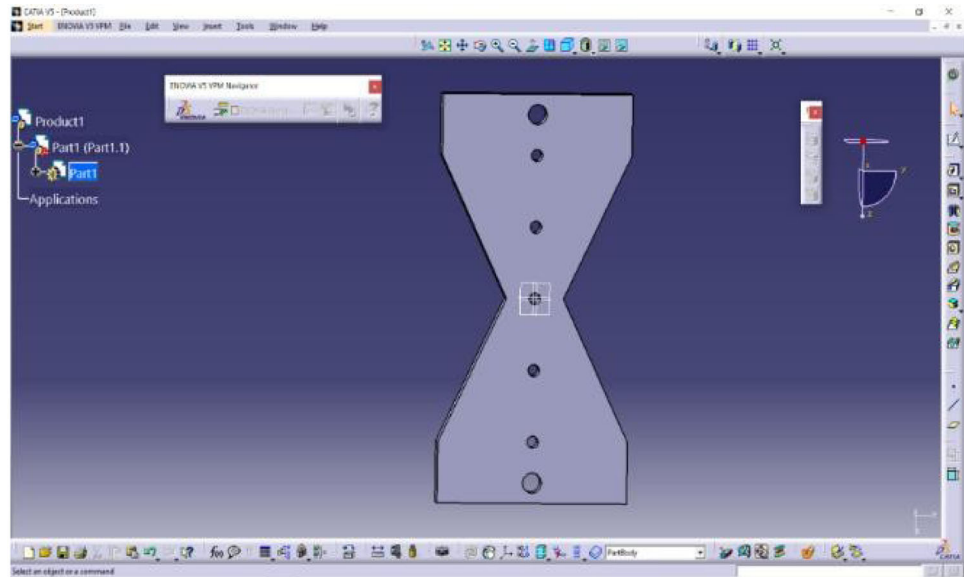 CATIA V5 - [Product1]
Start ENOVIA V5 VPM File Edit View Insert Tools Window Help
ENOVIA V5 VPM Navigator
Product1
Part1 (Part1.1)
Part1
Applications
PartBody
Select an object or a command
CATIA